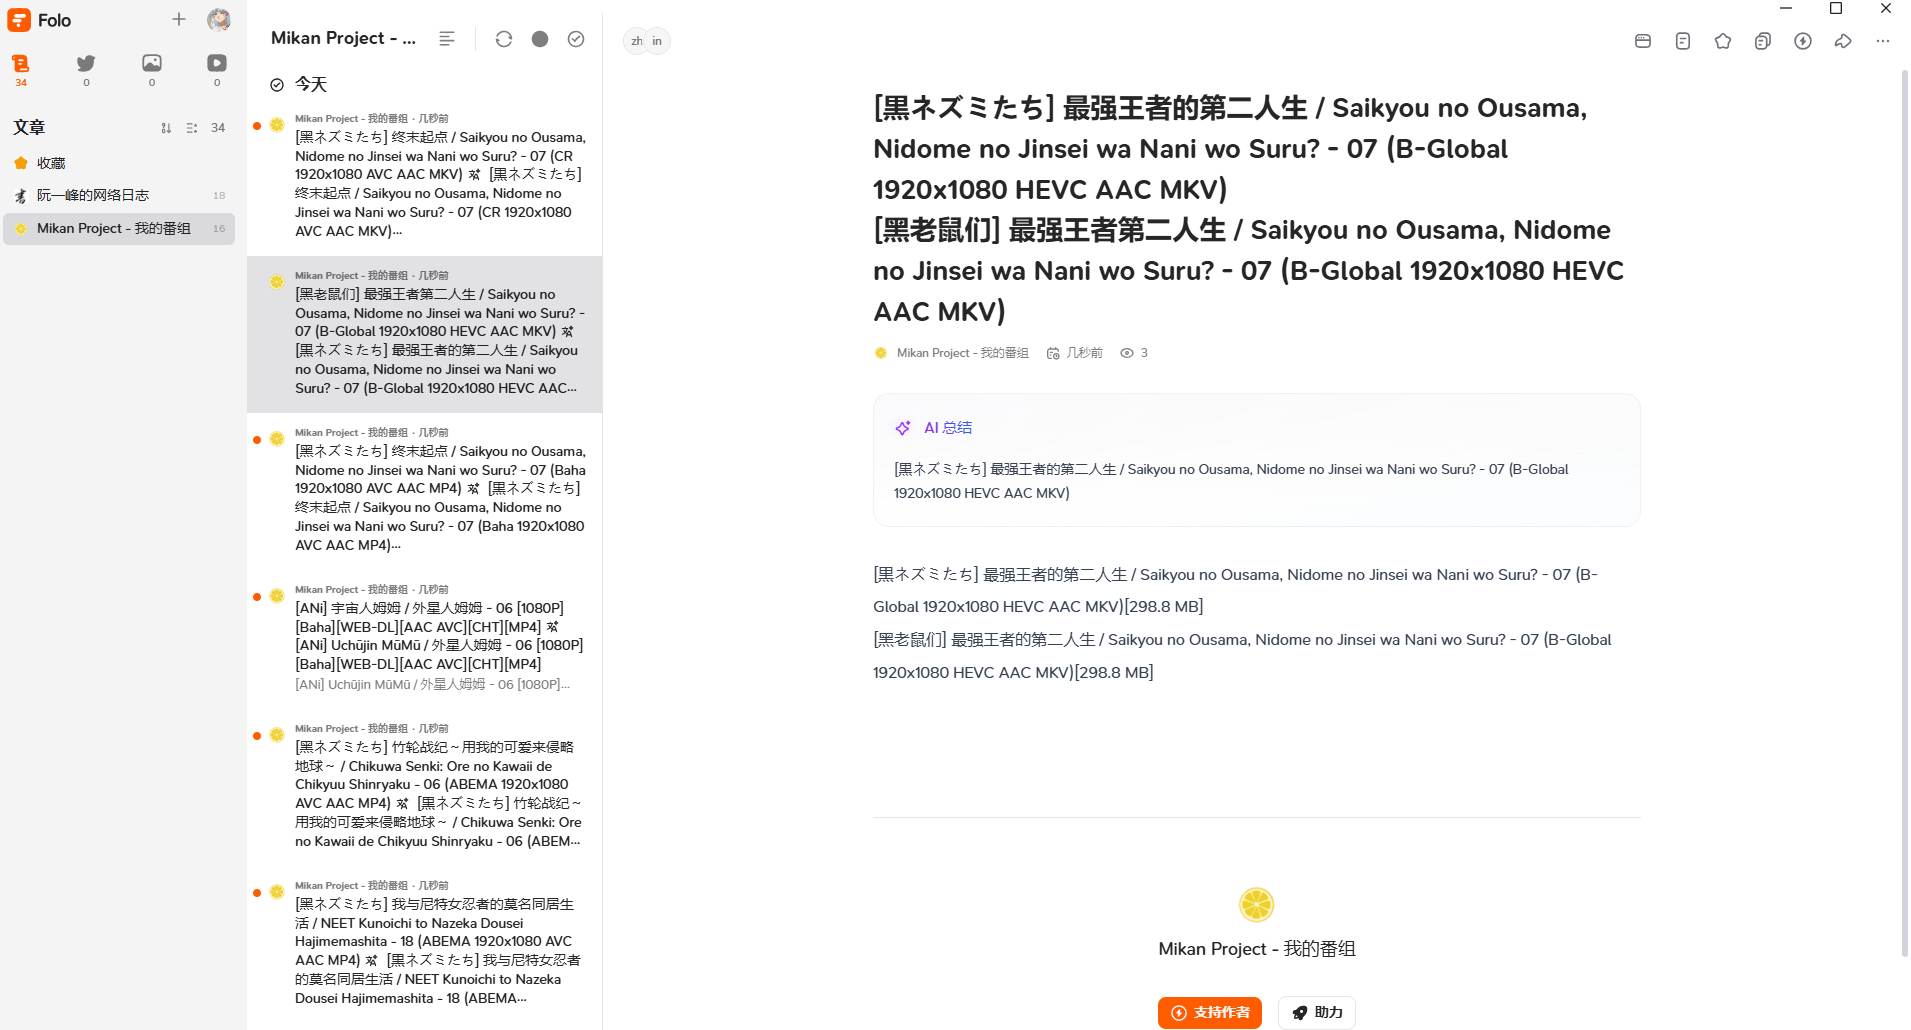 Folo
34
0
0
0
文章
34
收藏
阮一峰的网络日志
18
Mikan Project - 我的番组
16
Mikan Project - ...
今天
Mikan Project - 我的番组 · 几秒前
[黒ネズミたち] 终末起点 / Saikyou no Ousama,
Nidome no Jinsei wa Nani wo Suru? - 07 (CR
1920x1080 AVC AAC MKV) [黒ネズミたち]
终末起点 / Saikyou no Ousama, Nidome no
Jinsei wa Nani wo Suru? - 07 (CR 1920x1080
AVC AAC MKV)...
Mikan Project - 我的番组 · 几秒前
[黑老鼠们] 最强王者第二人生 / Saikyou no
Ousama, Nidome no Jinsei wa Nani wo Suru? -
07 (B-Global 1920x1080 HEVC AAC MKV)
[黒ネズミたち] 最强王者的第二人生 / Saikyou
no Ousama, Nidome no Jinsei wa Nani wo
Suru? - 07 (B-Global 1920x1080 HEVC AAC...
Mikan Project - 我的番组 · 几秒前
[黒ネズミたち] 终末起点 / Saikyou no Ousama,
Nidome no Jinsei wa Nani wo Suru? - 07 (Baha
1920x1080 AVC AAC MP4) [黒ネズミたち]
终末起点 / Saikyou no Ousama, Nidome no
Jinsei wa Nani wo Suru? - 07 (Baha 1920x1080
AVC AAC MP4)...
Mikan Project - 我的番组 · 几秒前
[ANi] 宇宙人姆姆 / 外星人姆姆 - 06 [1080P]
[Baha][WEB-DL][AAC AVC][CHT][MP4]
[ANi] Uchūjin MūMū / 外星人姆姆 - 06 [1080P]
[Baha][WEB-DL][AAC AVC][CHT][MP4]
[ANi] Uchūjin MūMū / 外星人姆姆 - 06 [1080P]...
Mikan Project - 我的番组 · 几秒前
[黒ネズミたち] 竹轮战纪～用我的可爱来侵略
地球～ / Chikuwa Senki: Ore no Kawaii de
Chikyuu Shinryaku - 06 (ABEMA 1920x1080
AVC AAC MP4) [黒ネズミたち] 竹轮战纪～
用我的可爱来侵略地球～ / Chikuwa Senki: Ore
no Kawaii de Chikyuu Shinryaku - 06 (ABEM...
Mikan Project - 我的番组 · 几秒前
[黒ネズミたち] 我与尼特女忍者的莫名同居生
活 / NEET Kunoichi to Nazeka Dousei
Hajimemashita - 18 (ABEMA 1920x1080 AVC
AAC MP4) [黒ネズミたち] 我与尼特女忍者
的莫名同居生活 / NEET Kunoichi to Nazeka
Dousei Hajimemashita - 18 (ABEMA...
zh in
[黒ネズミたち] 最强王者的第二人生 / Saikyou no Ousama,
Nidome no Jinsei wa Nani wo Suru? - 07 (B-Global
1920x1080 HEVC AAC MKV)
[黑老鼠们] 最强王者第二人生 / Saikyou no Ousama, Nidome
no Jinsei wa Nani wo Suru? - 07 (B-Global 1920x1080 HEVC
AAC MKV)
Mikan Project - 我的番组 几秒前 3
AI 总结
[黒ネズミたち] 最强王者的第二人生 / Saikyou no Ousama, Nidome no Jinsei wa Nani wo Suru? - 07 (B-Global
1920x1080 HEVC AAC MKV)
[黒ネズミたち] 最强王者的第二人生 / Saikyou no Ousama, Nidome no Jinsei wa Nani wo Suru? - 07 (B-
Global 1920x1080 HEVC AAC MKV)[298.8 MB]
[黑老鼠们] 最强王者的第二人生 / Saikyou no Ousama, Nidome no Jinsei wa Nani wo Suru? - 07 (B-Global
1920x1080 HEVC AAC MKV)[298.8 MB]
Mikan Project - 我的番组
支持作者
助力